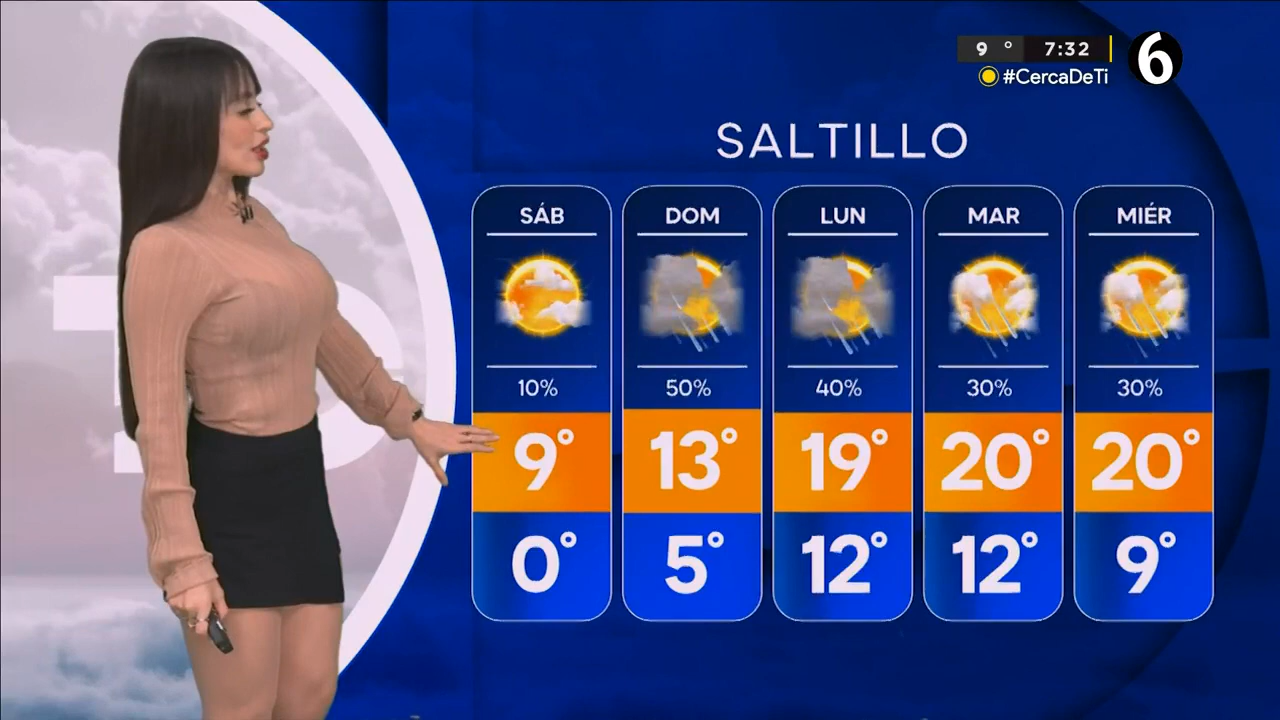 9 ° 7:32
6
#CercaDeTi
SALTILLO
SÁB DOM LUN MAR MIÉR
10% 50% 40% 30% 30%
9° 13° 19° 20° 20°
0° 5° 12° 12° 9°